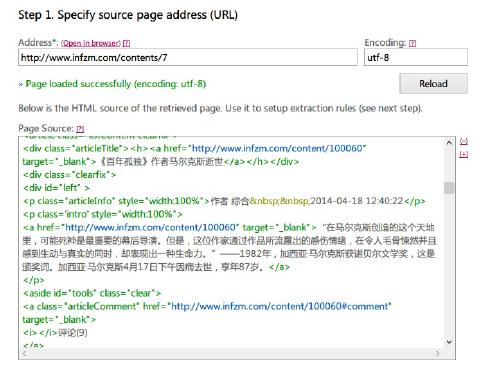 Step 1. Specify source page address (URL)
Address*: (Open in browser) [?]
Encoding: [?]
http://www.infzm.com/contents/7
utf-8
» Page loaded successfully (encoding: utf-8)
Reload
Below is the HTML source of the retrieved page. Use it to setup extraction rules (see next step).
Page Source: [?]
[-]
[+]
<article class="listContent clearfix">
<div class="articleTitle"><h><a href="http://www.infzm.com/content/100060"
target="_blank">《百年孤独》作者马尔克斯逝世</a></h></div>
<div class="clearfix">
<div id="left" >
<p class="articleInfo" style="width:100%">作者 综合&nbsp;&nbsp;2014-04-18 12:40:22</p>
<p class='intro' style="width:100%">
<a href="http://www.infzm.com/content/100060" target="_blank"> “在马尔克斯创造的这个天地
里，可能死神是最重要的幕后导演。但是，这位作家通过作品所流露出的感伤情绪，在令人毛骨悚然并且
感到生动与真实的同时，却表现出一种生命力。”——1982年，加西亚·马尔克斯获诺贝尔文学奖，这是
颁奖词。加西亚·马尔克斯4月17日下午因病去世，享年87岁。</a>
</p>
<aside id="tools" class="clear">
<a class="articleComment" href="http://www.infzm.com/content/100060#comment"
target="_blank">
<i></i>评论(9)
</a>